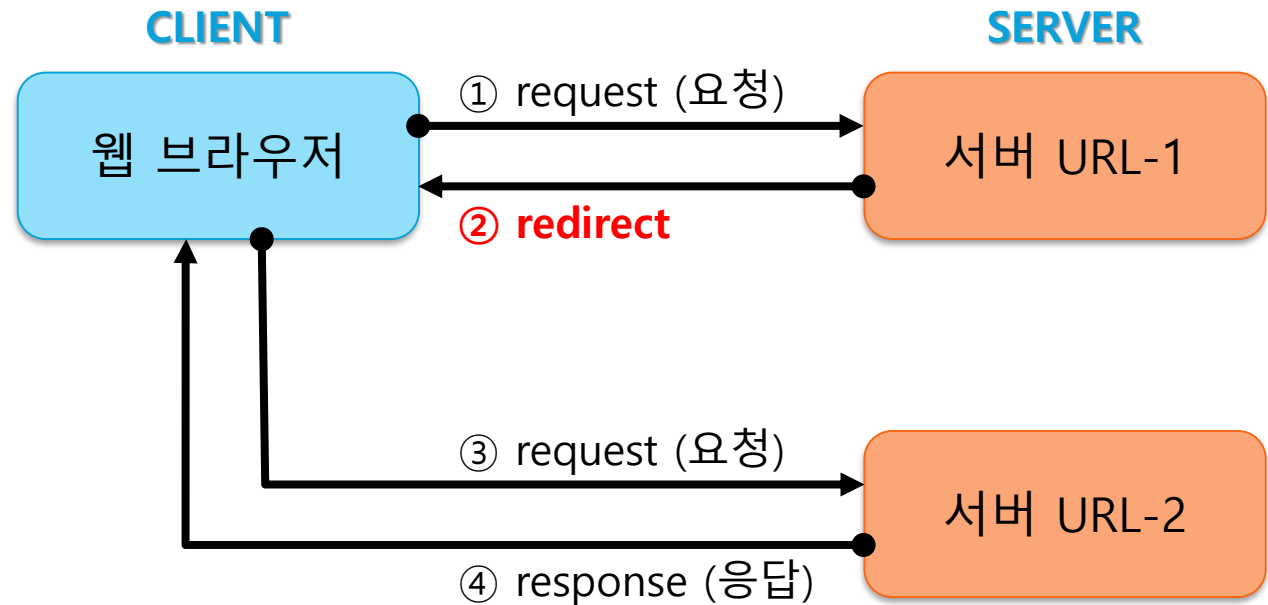 CLIENT
SERVER
웹 브라우저
① request (요청)
서버 URL-1
② redirect
③ request (요청)
서버 URL-2
④ response (응답)